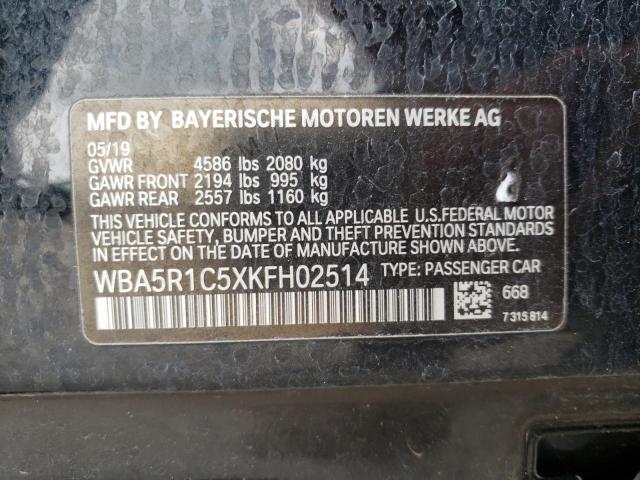 MFD BY BAYERISCHE MOTOREN WERKE AG
05/19
GVWR 4586 lbs 2080 kg
GAWR FRONT 2194 lbs 995 kg
GAWR REAR 2557 lbs 1160 kg
THIS VEHICLE CONFORMS TO ALL APPLICABLE U.S.FEDERAL MOTOR
VEHICLE SAFETY, BUMPER AND THEFT PREVENTION STANDARDS
IN EFFECT ON THE DATE OF MANUFACTURE SHOWN ABOVE.
WBA5R1C5XKFH02514 TYPE: PASSENGER CAR
668
7 315 814